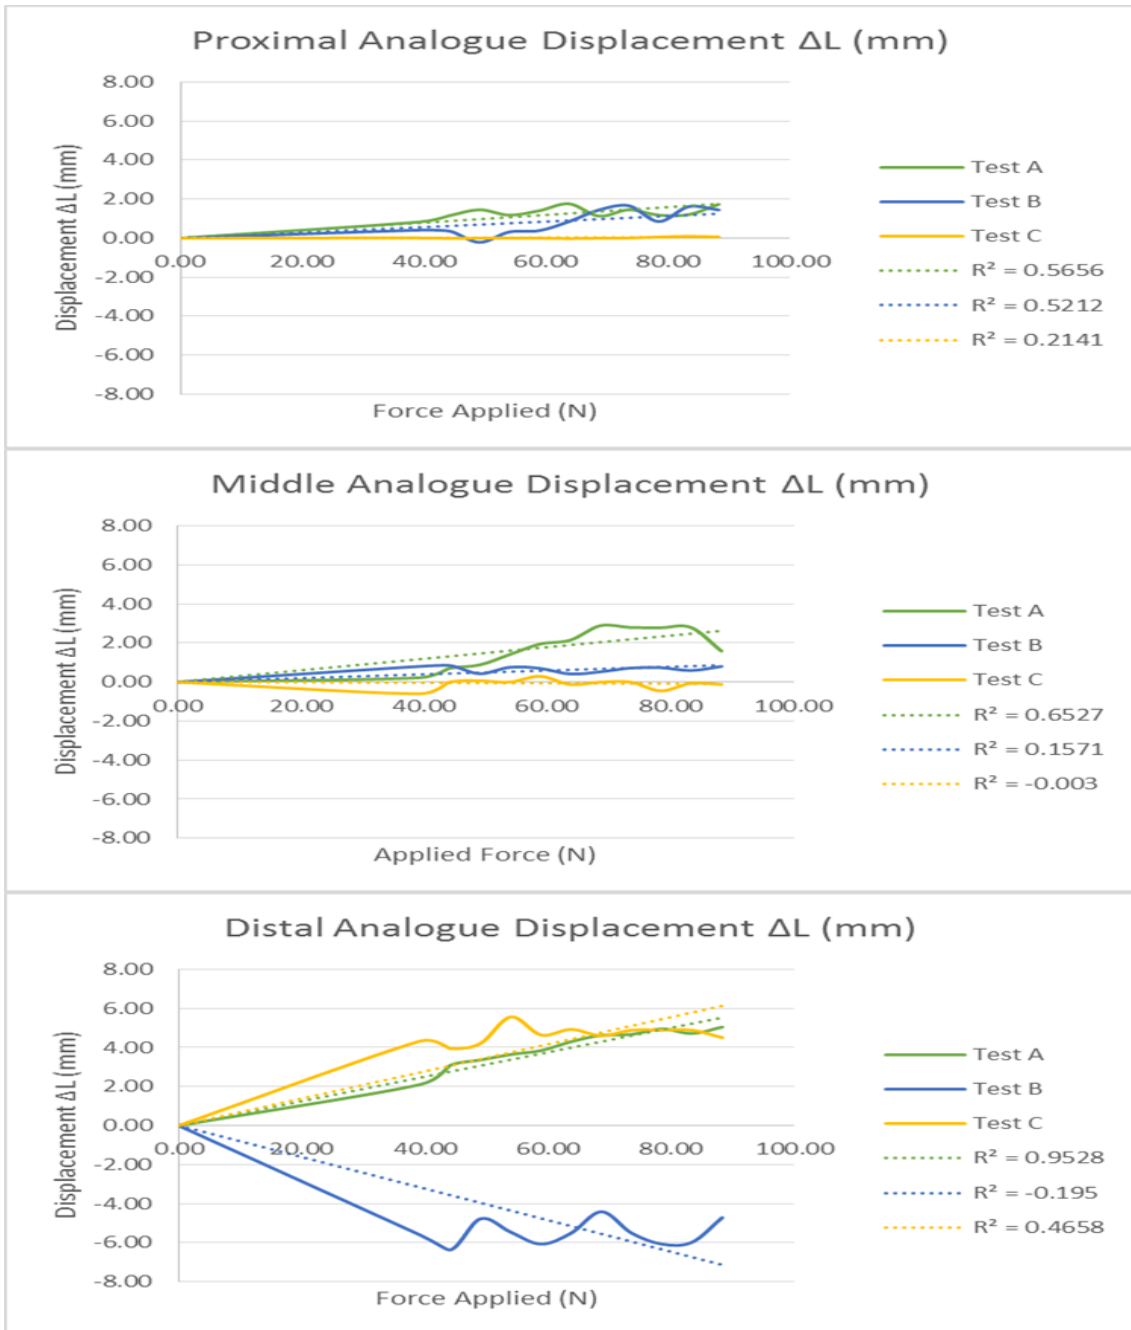 Proximal Analogue Displacement ΔL (mm)
8.00
6.00
4.00
2.00
0.00
-2.00
-4.00
-6.00
-8.00
0.00 20.00 40.00 60.00 80.00 100.00
Displacement ΔL (mm)
Force Applied (N)
Test A
Test B
Test C
R² = 0.5656
R² = 0.5212
R² = 0.2141
Middle Analogue Displacement ΔL (mm)
8.00
6.00
4.00
2.00
0.00
-2.00
-4.00
-6.00
-8.00
0.00 20.00 40.00 60.00 80.00 100.00
Displacement ΔL (mm)
Applied Force (N)
Test A
Test B
Test C
R² = 0.6527
R² = 0.1571
R² = -0.003
Distal Analogue Displacement ΔL (mm)
8.00
6.00
4.00
2.00
0.00
-2.00
-4.00
-6.00
-8.00
0.00 20.00 40.00 60.00 80.00 100.00
Displacement ΔL (mm)
Force Applied (N)
Test A
Test B
Test C
R² = 0.9528
R² = -0.195
R² = 0.4658